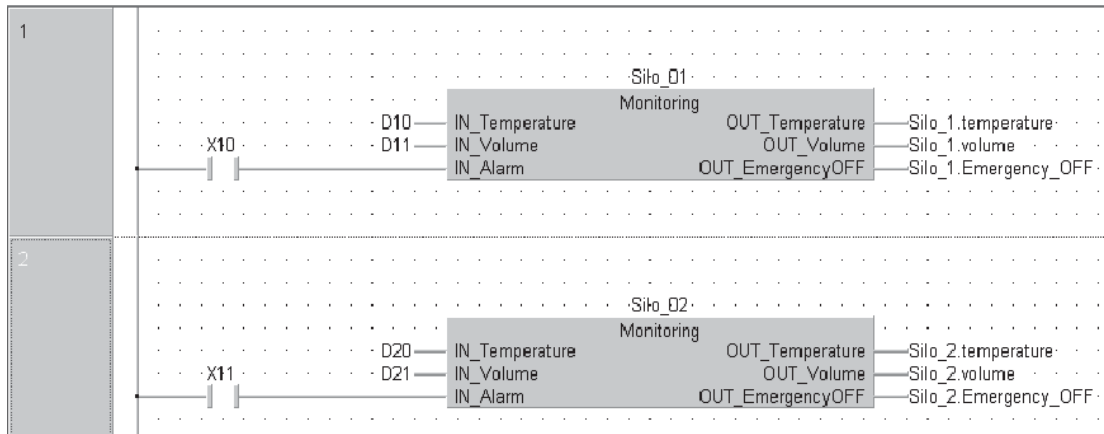 1
Silo_01
Monitoring
D10 IN_Temperature OUT_Temperature Silo_1.temperature
X10 D11 IN_Volume OUT_Volume Silo_1.volume
IN_Alarm OUT_EmergencyOFF Silo_1.Emergency_OFF
2
Silo_02
Monitoring
D20 IN_Temperature OUT_Temperature Silo_2.temperature
X11 D21 IN_Volume OUT_Volume Silo_2.volume
IN_Alarm OUT_EmergencyOFF Silo_2.Emergency_OFF